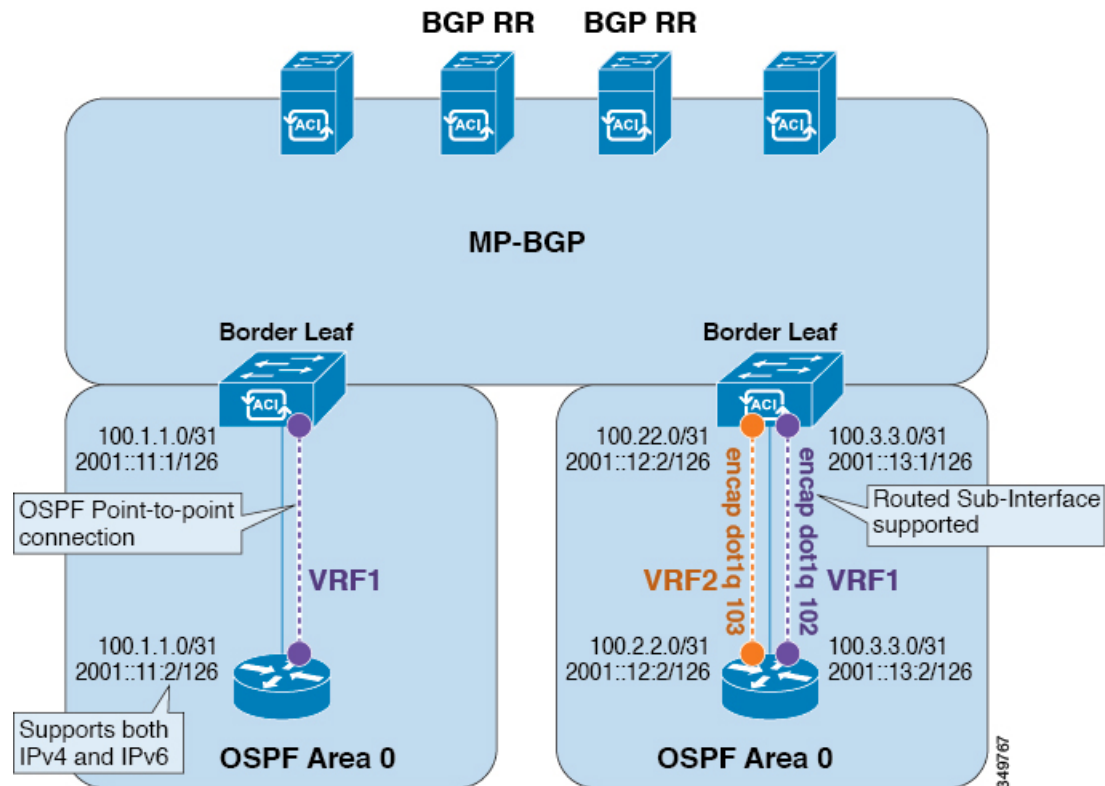 BGP RR
BGP RR
ACI
ACI
ACI
ACI
MP-BGP
Border Leaf
Border Leaf
ACI
ACI
100.1.1.0/31
2001::11:1/126
100.22.0/31
2001::12:2/126
100.3.3.0/31
2001::13:1/126
OSPF Point-to-point
connection
Routed Sub-Interface
supported
VRF1
VRF2
encap dot1q 103
encap dot1q 102
VRF1
100.1.1.0/31
2001::11:2/126
100.2.2.0/31
2001::12:2/126
100.3.3.0/31
2001::13:2/126
Supports both
IPv4 and IPv6
OSPF Area 0
OSPF Area 0
349767